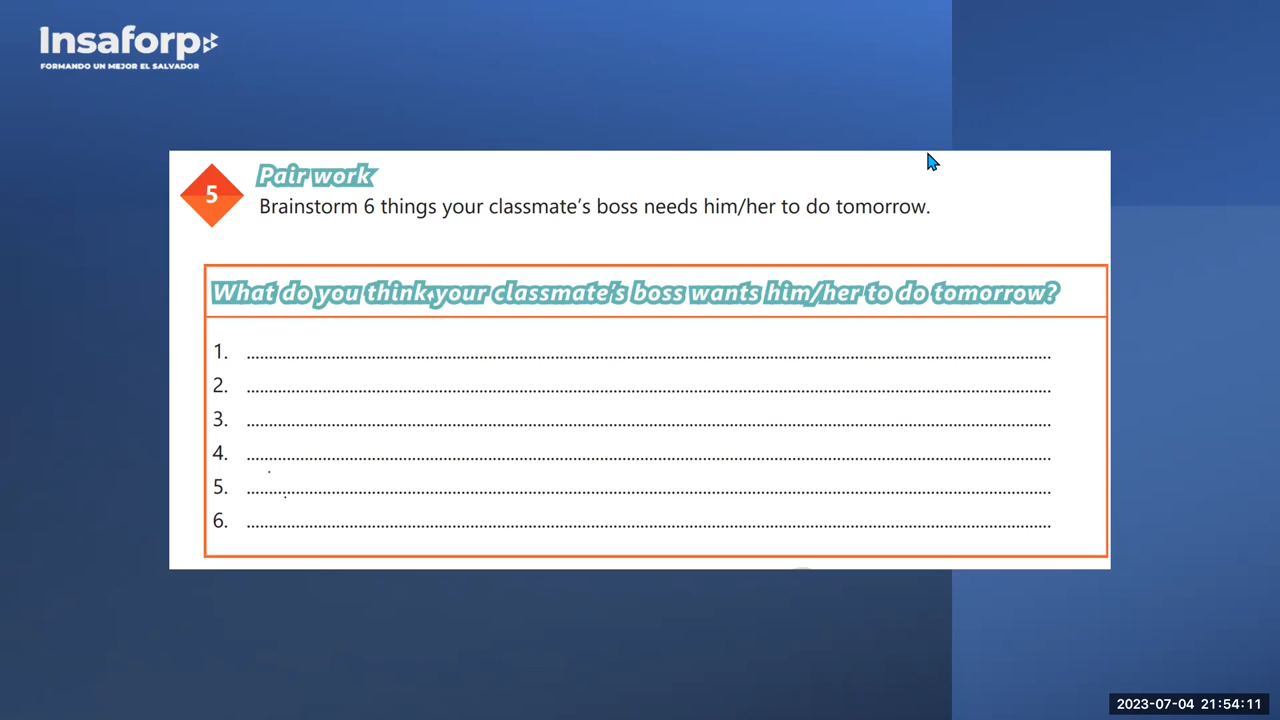 Insaforp
FORMANDO UN MEJOR EL SALVADOR
5
Pair work
Brainstorm 6 things your classmate's boss needs him/her to do tomorrow.
What do you think your classmate's boss wants him/her to do tomorrow?
1. ........................................................................
2. ........................................................................
3. ........................................................................
4. ........................................................................
5. ........................................................................
6. ........................................................................
2023-07-04 21:54:11